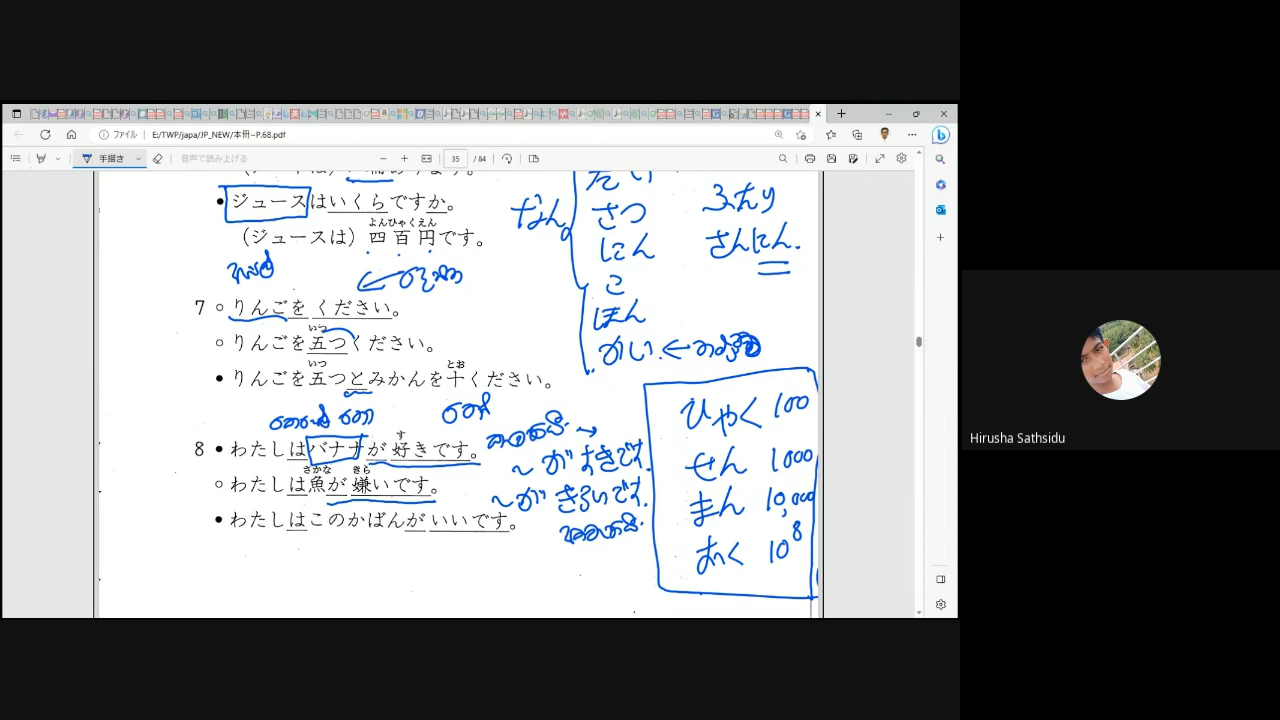 ファイル | E:/TWP/japa/JP_NEW/本冊~P.68.pdf
手描き 音声で読み上げる 35 / 84
• ジュースはいくらですか。
よんひゃくえん
(ジュースは) 四百円です。
7 ○ りんごを ください。
いつ
○ りんごを五つください。
いつ とお
• りんごを五つとみかんを十ください。
す
8 • わたしはバナナが好きです。
さかな きら
○ わたしは魚が嫌いです。
• わたしはこのかばんがいいです。
なん
たい
さつ
にん
こ
ほん
かい
ふたり
さんにん.
~がすきです.
~がきらいです.
ひゃく 100
せん 1000
まん 10,000
おく 10⁸
Hirusha Sathsidu